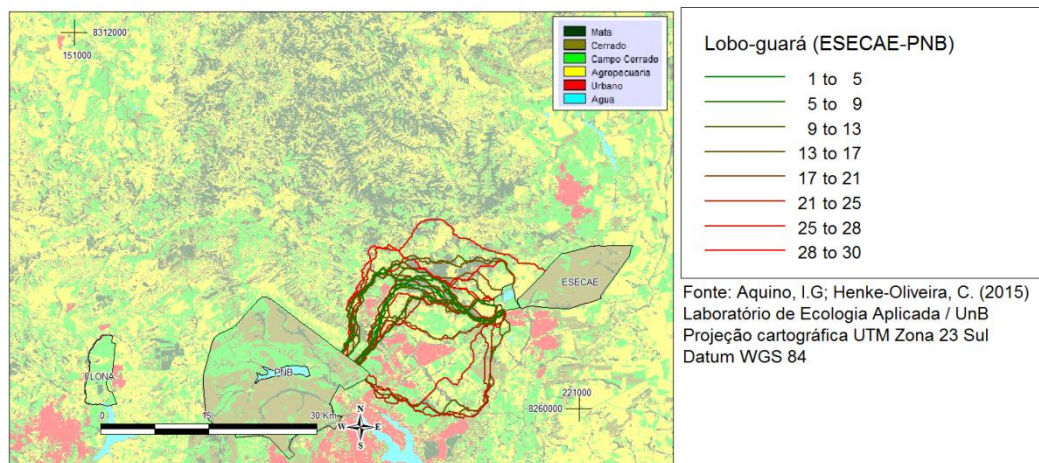 8312000
151000
Mata
Cerrado
Campo Cerrado
Agropecuaria
Urbano
Agua
ESECAE
FLONA
PNB
0
15
30 Km
N
W E
S
221000
8260000
Lobo-guará (ESECAE-PNB)
1 to 5
5 to 9
9 to 13
13 to 17
17 to 21
21 to 25
25 to 28
28 to 30
Fonte: Aquino, I.G; Henke-Oliveira, C. (2015)
Laboratório de Ecologia Aplicada / UnB
Projeção cartográfica UTM Zona 23 Sul
Datum WGS 84